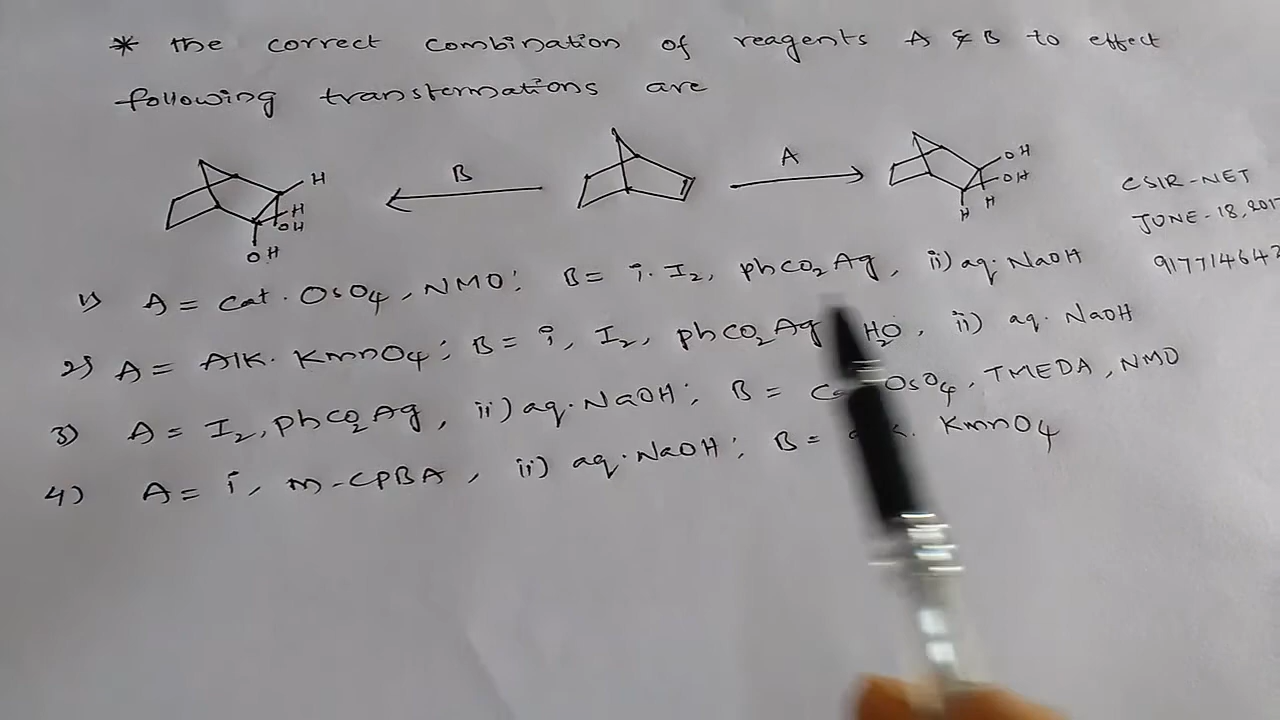 * the correct combination of reagents A & B to effect
following transformations are
B
A
H
H
OH
OH
OH
OH
H
H
CSIR-NET
JUNE-18, 201
917714642
1) A = cat. OsO4, NMO; B = i. I2, phCO2Ag, ii) aq. NaOH
2) A = Alk. KmnO4; B = i, I2, phCO2Ag H2O, ii) aq. NaOH
3) A = I2, phCO2Ag, ii) aq. NaOH; B = OsO4, TMEDA, NMO
4) A = i, m-CPBA, ii) aq. NaOH; B = KmnO4